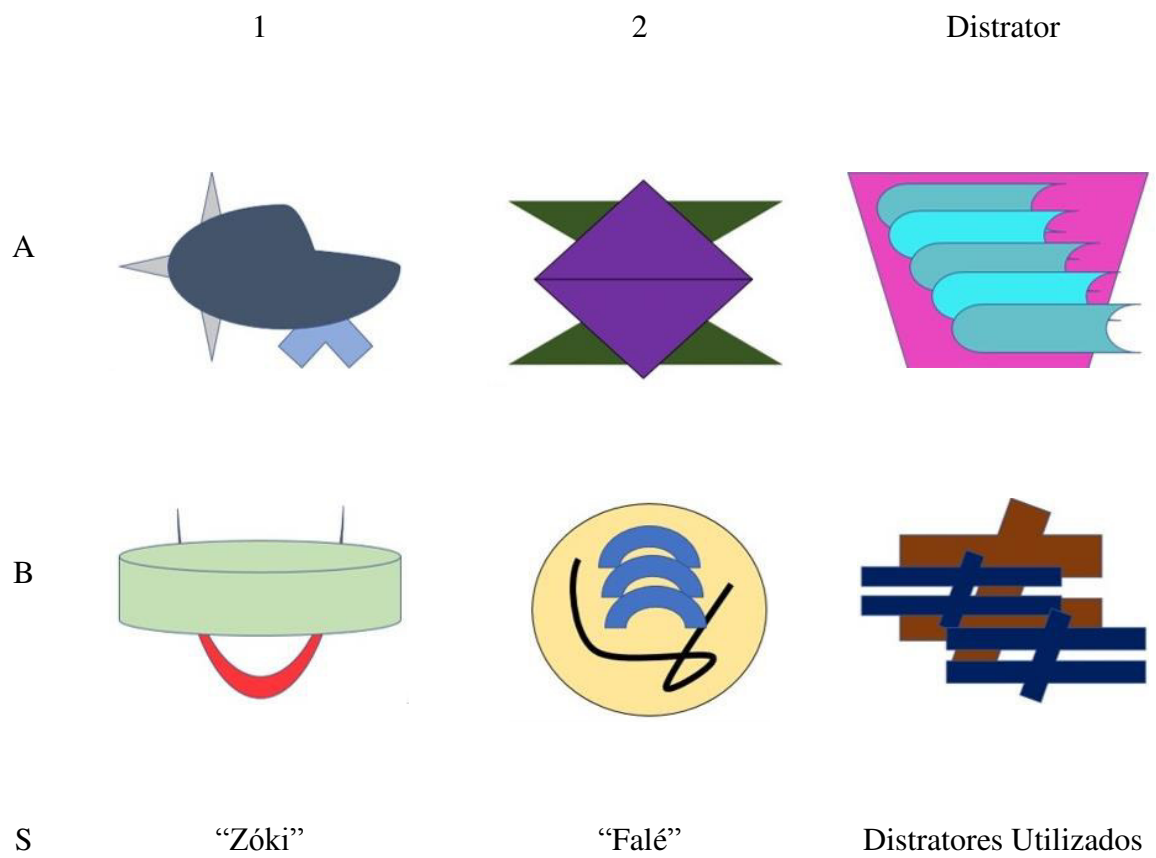 1 2 Distrator
A
B
S “Zóki” “Falé” Distratores Utilizados